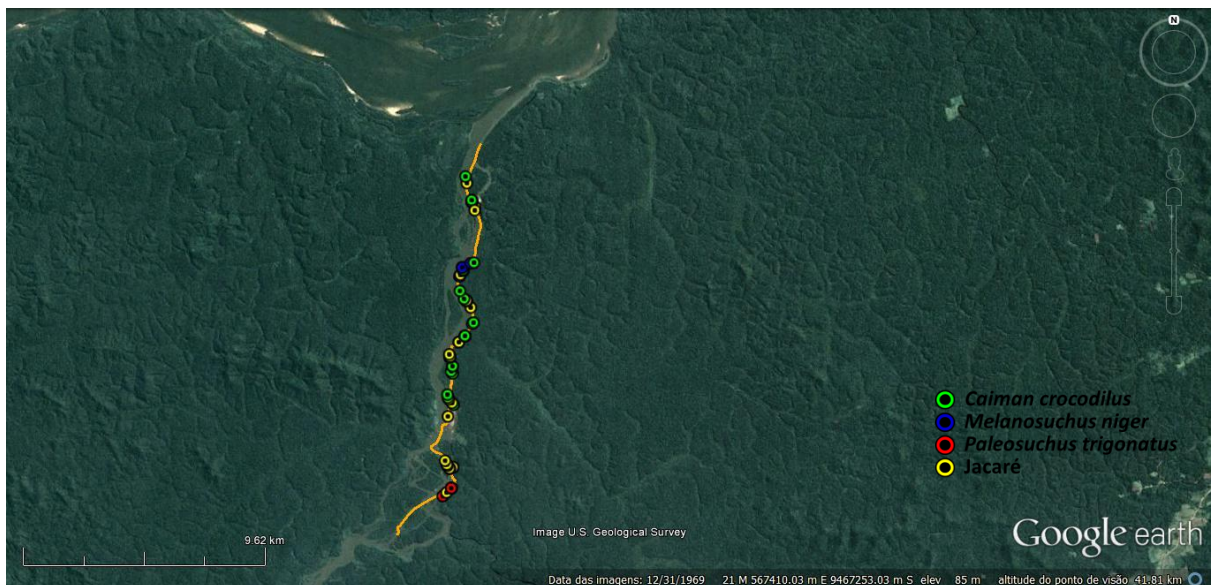 N
Caiman crocodilus
Melanosuchus niger
Paleosuchus trigonatus
Jacaré
9.62 km
Image U.S. Geological Survey
Google earth
Data das imagens: 12/31/1969 21 M 567410.03 m E 9467253.03 m S elev 85 m altitude do ponto de visão 41.81 km